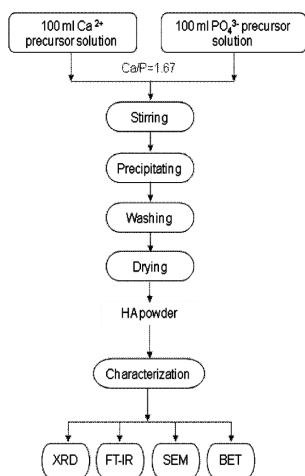 100 ml Ca²⁺
precursor solution
100 ml PO₄³⁻ precursor
solution
Ca/P=1.67
Stirring
Precipitating
Washing
Drying
HA powder
Characterization
XRD
FT-IR
SEM
BET